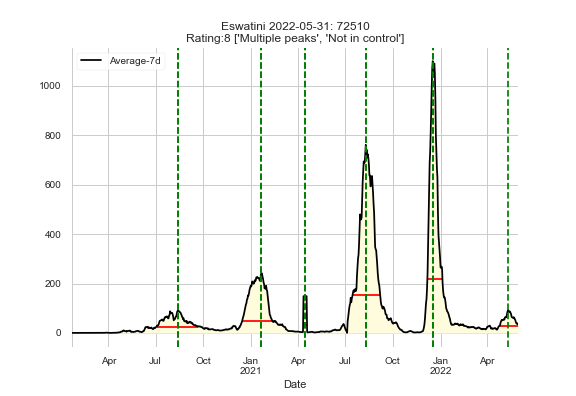 Eswatini 2022-05-31: 72510
Rating:8 ['Multiple peaks', 'Not in control']
Average-7d
1000
800
600
400
200
0
Apr Jul Oct Jan Apr Jul Oct Jan Apr
2021 2022
Date